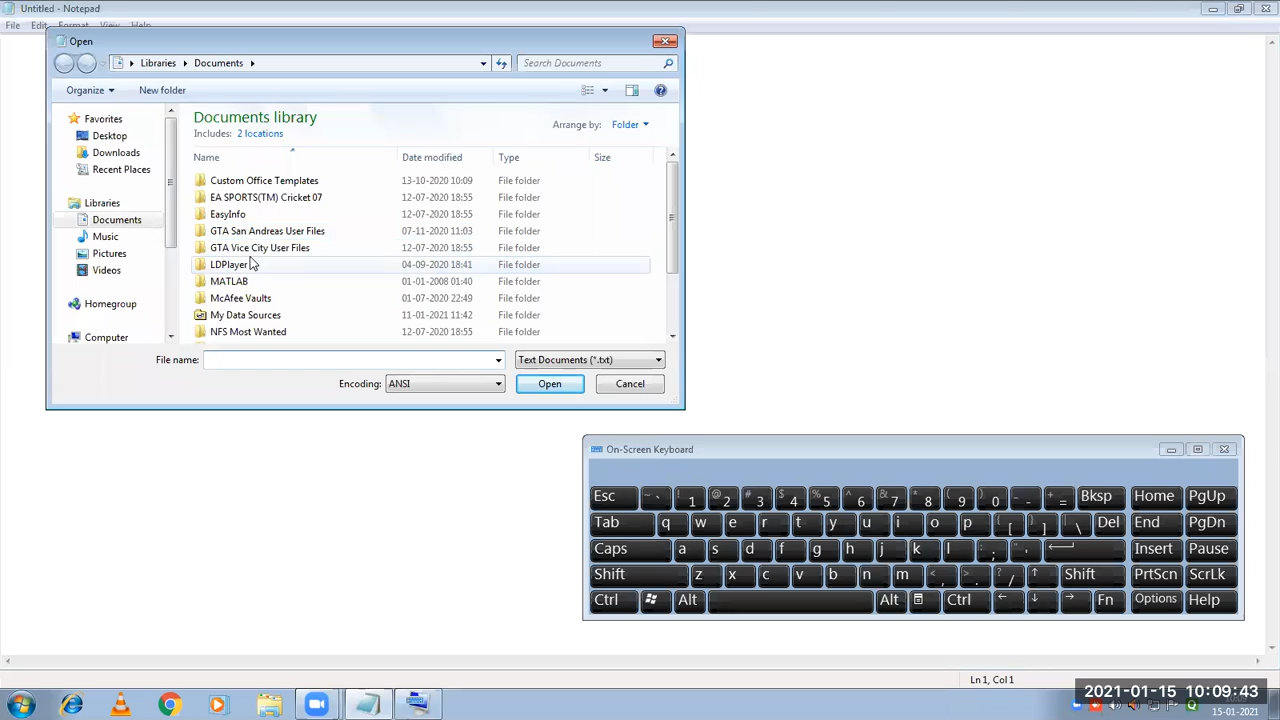 Untitled - Notepad
File Edit Format View Help
Open
Libraries Documents
Search Documents
Organize New folder
Favorites
Desktop
Downloads
Recent Places
Libraries
Documents
Music
Pictures
Videos
Homegroup
Computer
Documents library
Includes: 2 locations
Arrange by: Folder
Name Date modified Type Size
Custom Office Templates 13-10-2020 10:09 File folder
EA SPORTS(TM) Cricket 07 12-07-2020 18:55 File folder
EasyInfo 12-07-2020 18:55 File folder
GTA San Andreas User Files 07-11-2020 11:03 File folder
GTA Vice City User Files 12-07-2020 18:55 File folder
LDPlayer 04-09-2020 18:41 File folder
MATLAB 01-01-2008 01:40 File folder
McAfee Vaults 01-07-2020 22:49 File folder
My Data Sources 11-01-2021 11:42 File folder
NFS Most Wanted 12-07-2020 18:55 File folder
File name: Text Documents (*.txt)
Encoding: ANSI Open Cancel
On-Screen Keyboard
Esc ~ ` ! 1 @ 2 # 3 $ 4 % 5 ^ 6 & 7 * 8 ( 9 ) 0 _ - + = Bksp Home PgUp
Tab q w e r t y u i o p { [ } ] | \ Del End PgDn
Caps a s d f g h j k l : ; " ' Insert Pause
Shift z x c v b n m < , > . ? / ↑ Shift PrtScn ScrLk
Ctrl Alt Alt Ctrl ← ↓ → Fn Options Help
Ln 1, Col 1
2021-01-15 10:09:43
15-01-2021